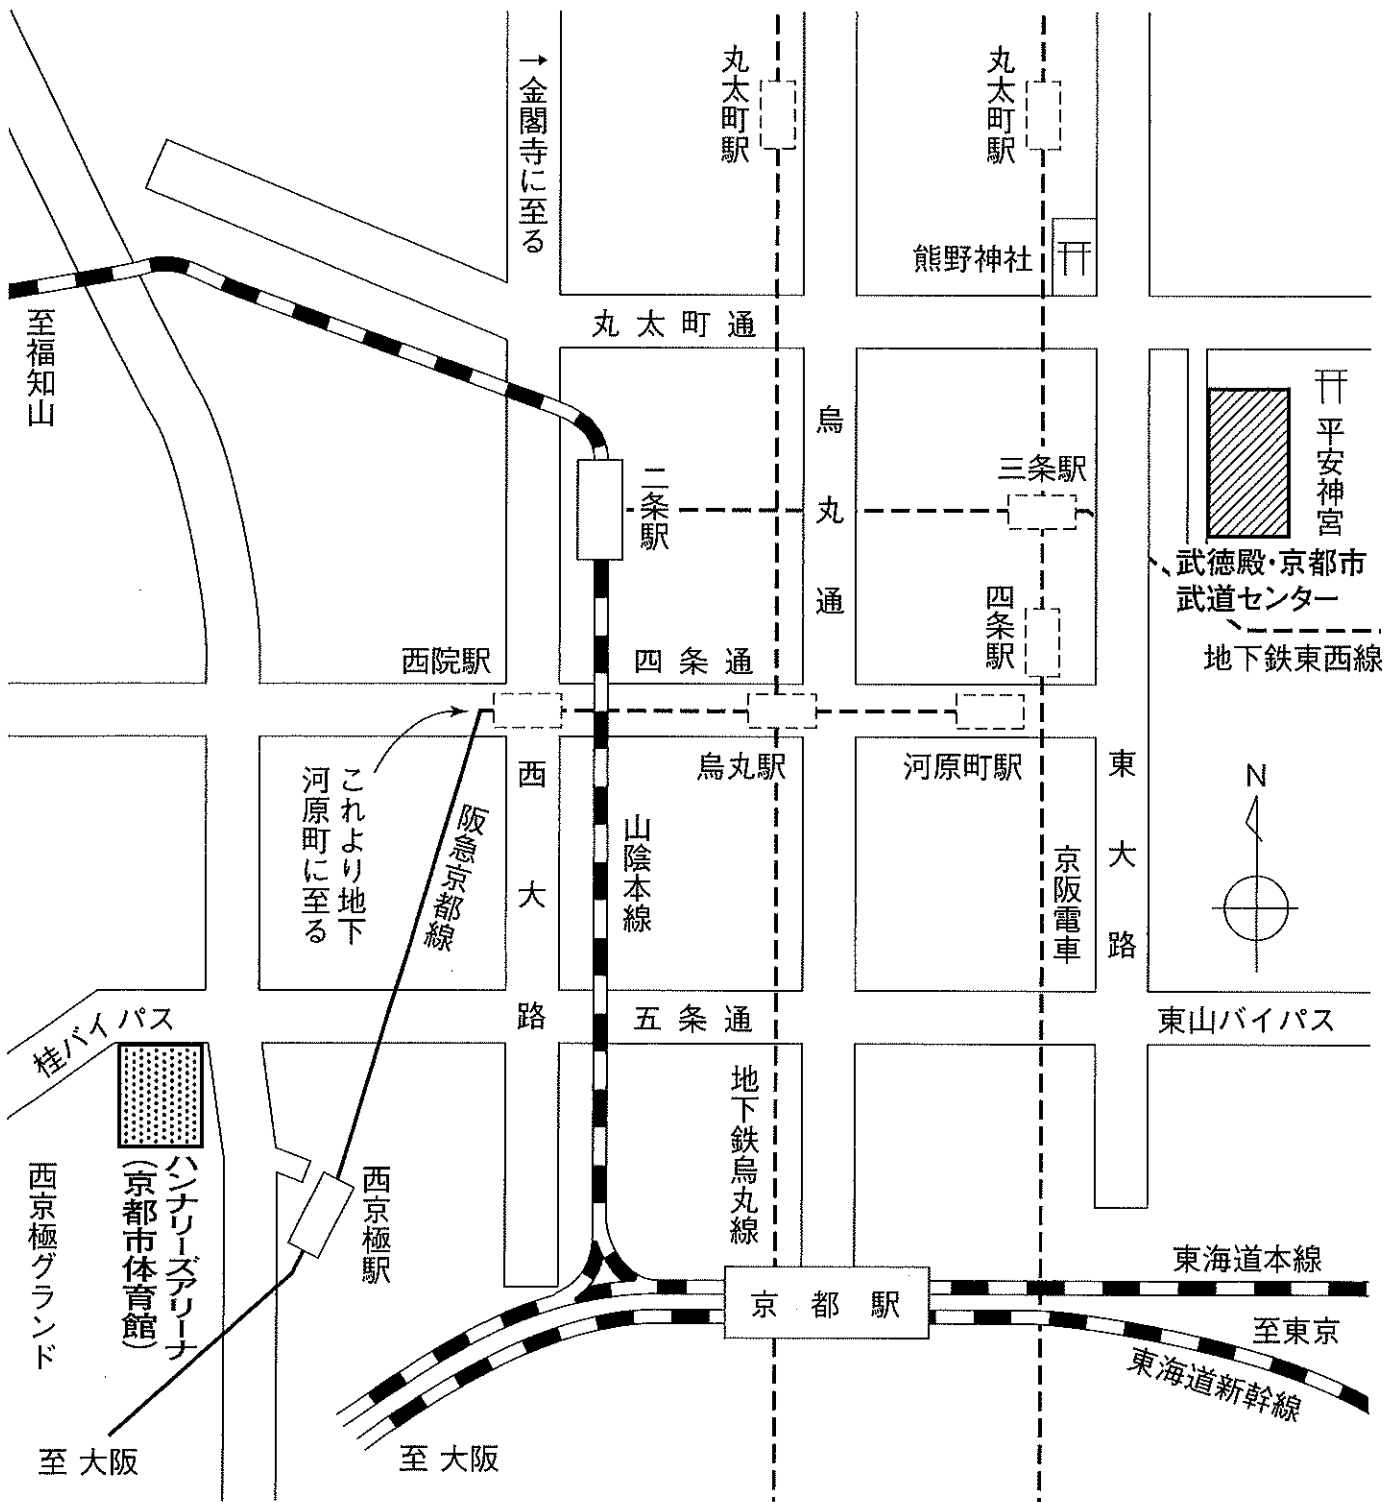 →金閣寺に至る
丸太町駅
丸太町駅
熊野神社
丸太町通
至福知山
烏丸通
三条駅
二条駅
平安神宮
武徳殿・京都市
武道センター
四条駅
地下鉄東西線
西院駅
四条通
烏丸駅
河原町駅
これより地下
河原町に至る
阪急京都線
西大路
山陰本線
京阪電車
東大路
N
桂バイパス
五条通
東山バイパス
地下鉄烏丸線
西京極グランド
ハンナリーズアリーナ
(京都市体育館)
西京極駅
京都駅
東海道本線
至東京
東海道新幹線
至 大阪
至 大阪